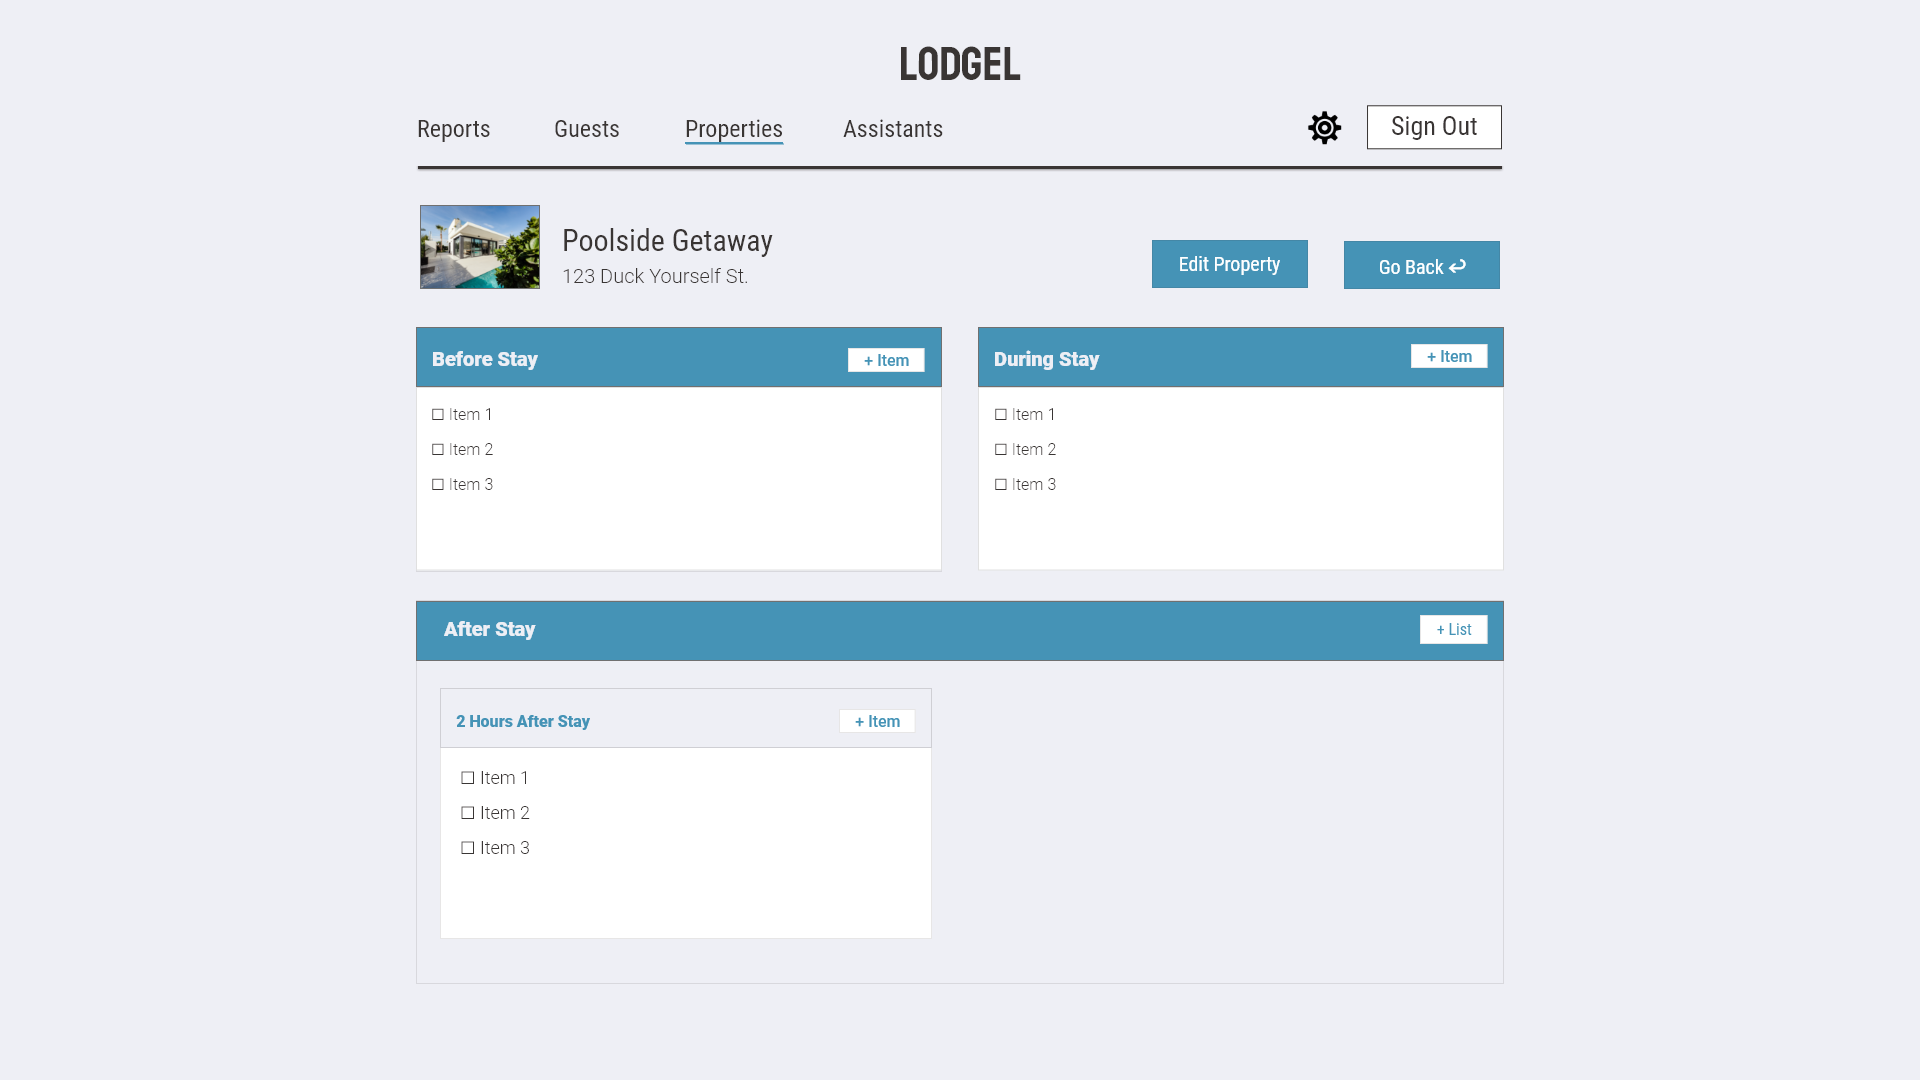 LODGEL
Reports
Guests
Properties
Assistants
Sign Out
Poolside Getaway
123 Duck Yourself St.
Edit Property
Go Back
Before Stay
+ Item
Item 1
Item 2
Item 3
During Stay
+ Item
Item 1
Item 2
Item 3
After Stay
+ List
2 Hours After Stay
+ Item
Item 1
Item 2
Item 3